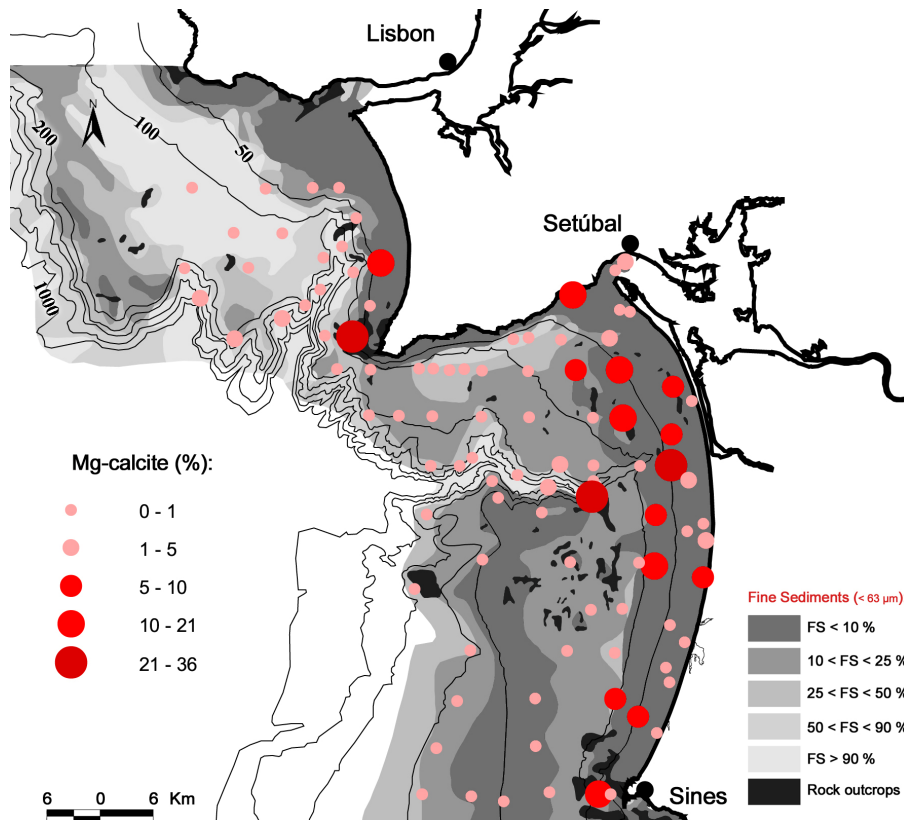 Lisbon
N
200
100
50
Setúbal
1000
Mg-calcite (%):
0 - 1
1 - 5
5 - 10
10 - 21
21 - 36
Fine Sediments (< 63 µm)
FS < 10 %
10 < FS < 25 %
25 < FS < 50 %
50 < FS < 90 %
FS > 90 %
Rock outcrops
6 0 6 Km
Sines